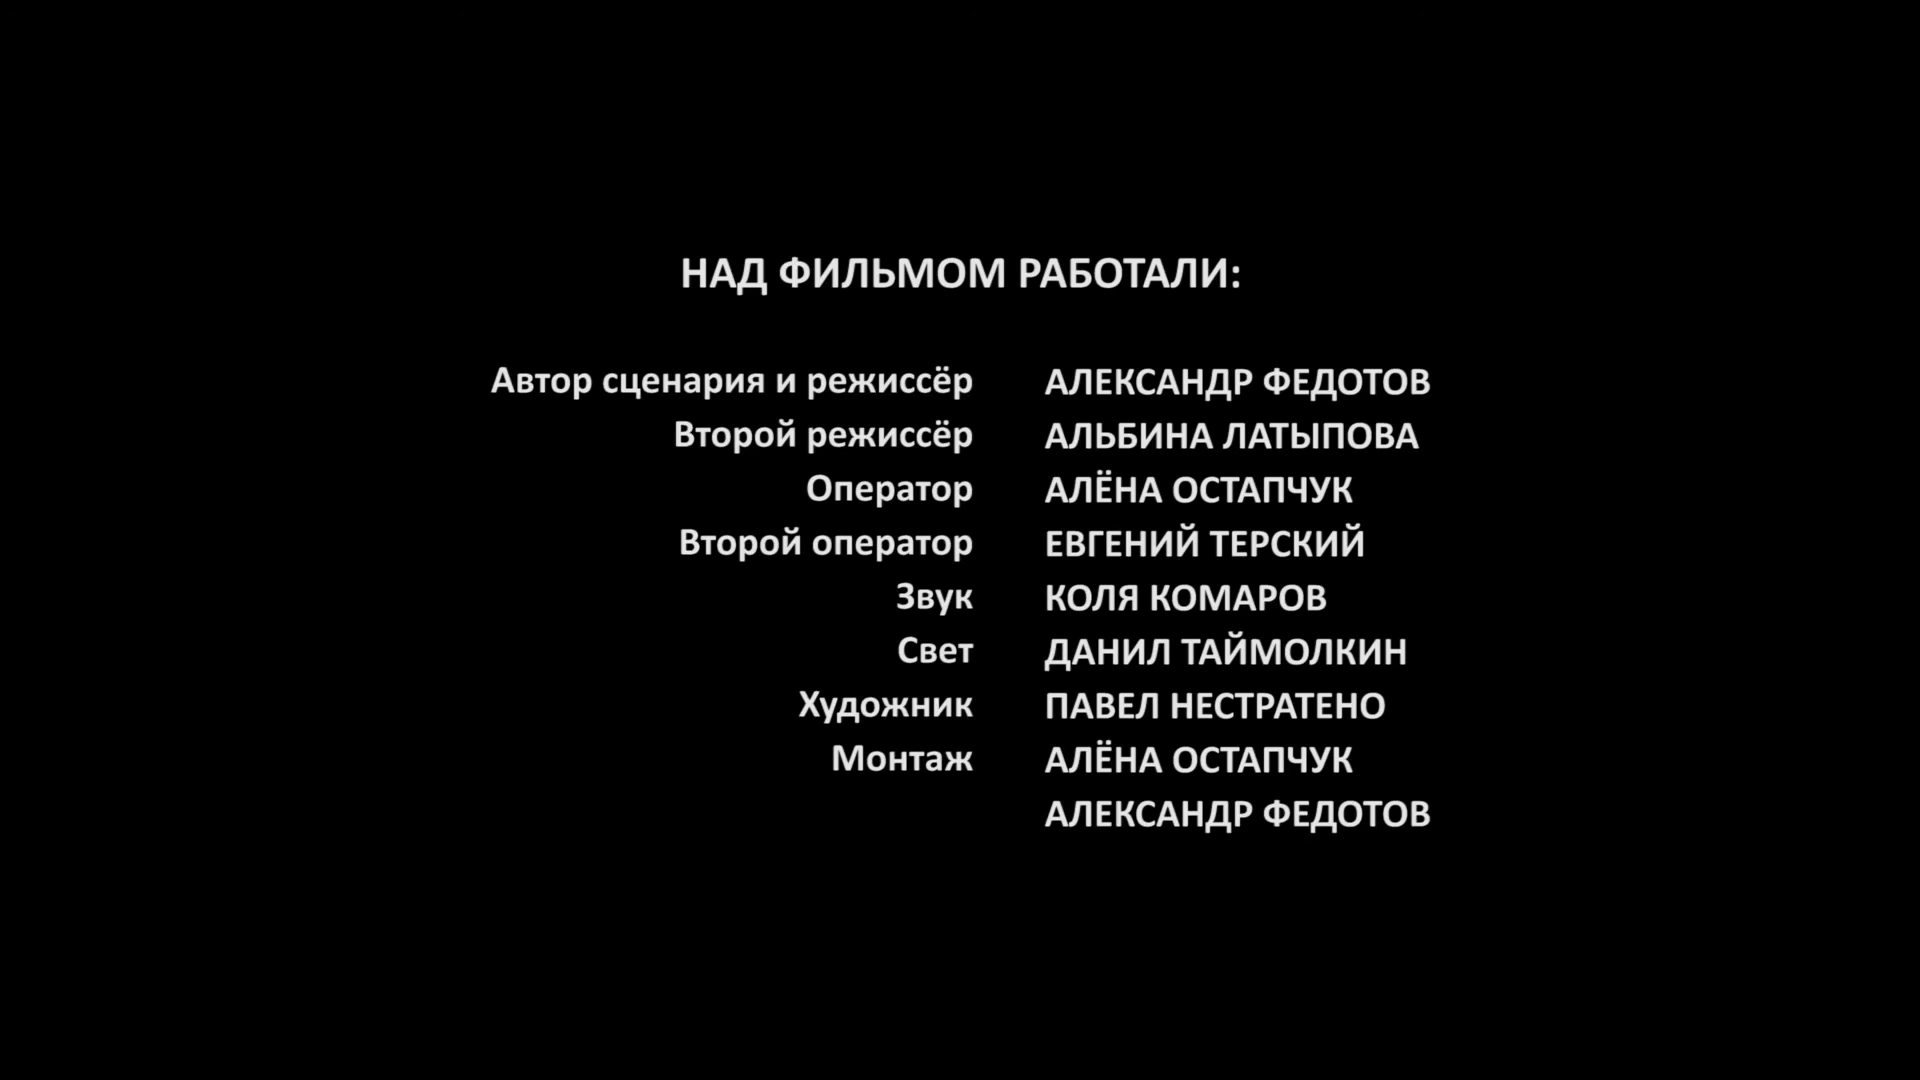 НАД ФИЛЬМОМ РАБОТАЛИ:
Автор сценария и режиссёр АЛЕКСАНДР ФЕДОТОВ
Второй режиссёр АЛЬБИНА ЛАТЫПОВА
Оператор АЛЁНА ОСТАПЧУК
Второй оператор ЕВГЕНИЙ ТЕРСКИЙ
Звук КОЛЯ КОМАРОВ
Свет ДАНИЛ ТАЙМОЛКИН
Художник ПАВЕЛ НЕСТРАТЕНО
Монтаж АЛЁНА ОСТАПЧУК
АЛЕКСАНДР ФЕДОТОВ